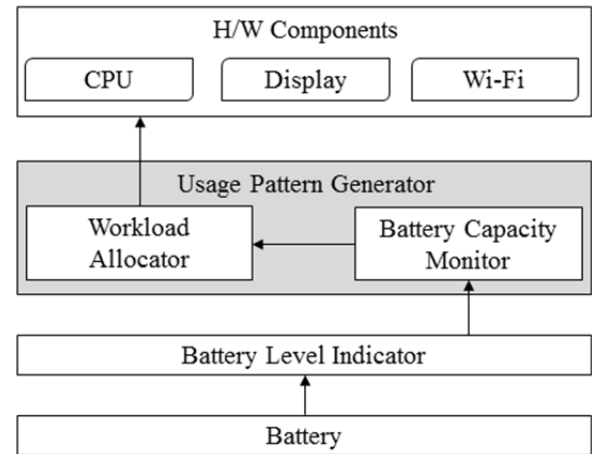 H/W Components
CPU
Display
Wi-Fi
Usage Pattern Generator
Workload
Allocator
Battery Capacity
Monitor
Battery Level Indicator
Battery